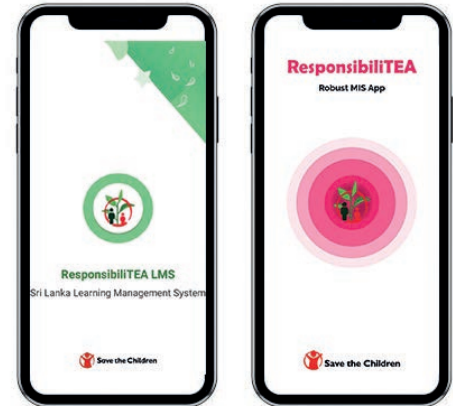 ResponsibiliTEA LMS
Sri Lanka Learning Management System
Save the Children
ResponsibiliTEA
Robust MIS App
Save the Children